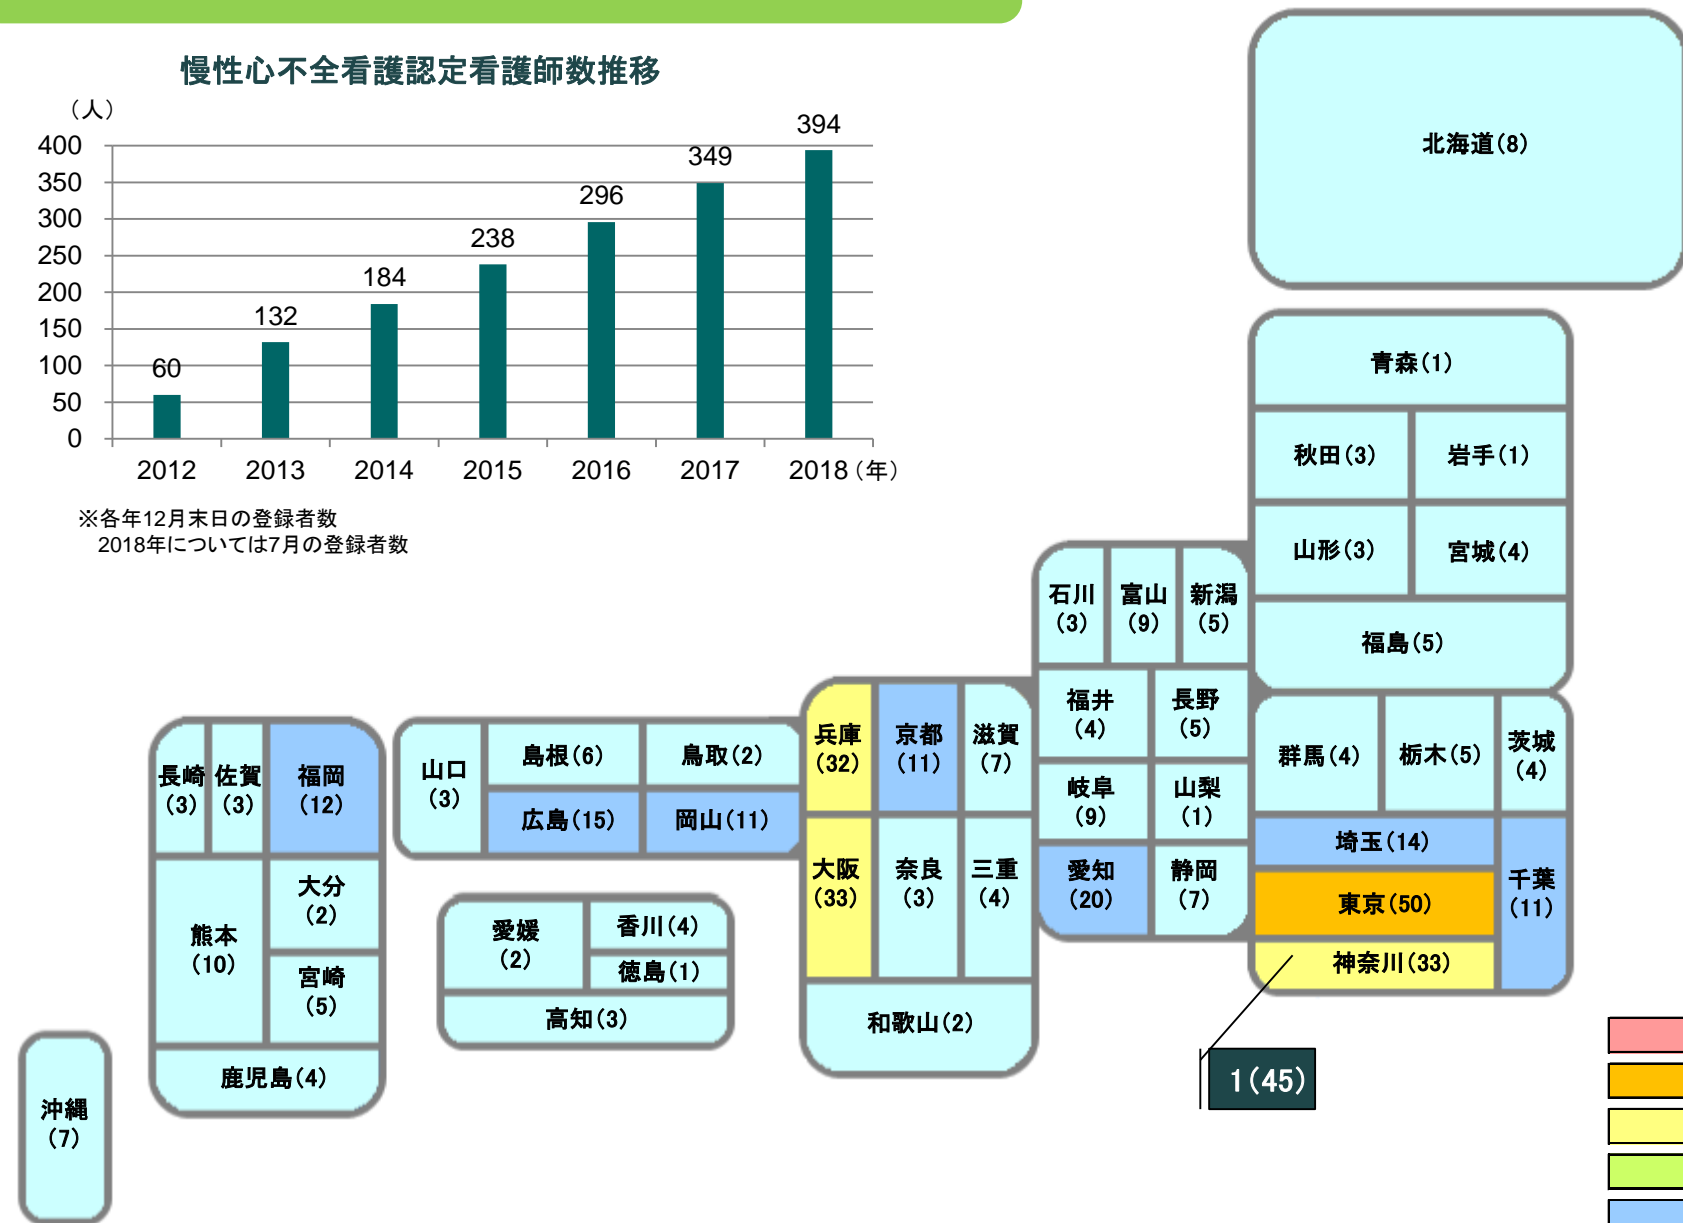 慢性心不全看護認定看護師数推移
（人）
400
350
300
250
200
150
100
50
0
60
132
184
238
296
349
394
2012
2013
2014
2015
2016
2017
2018
（年）
※各年12月末日の登録者数
2018年については7月の登録者数
北海道(8)
青森(1)
秋田(3)
岩手(1)
山形(3)
宮城(4)
福島(5)
石川
(3)
富山
(9)
新潟
(5)
福井
(4)
長野
(5)
岐阜
(9)
山梨
(1)
愛知
(20)
静岡
(7)
群馬(4)
栃木(5)
茨城
(4)
埼玉(14)
東京(50)
神奈川(33)
千葉
(11)
兵庫
(32)
京都
(11)
滋賀
(7)
大阪
(33)
奈良
(3)
三重
(4)
和歌山(2)
山口
(3)
島根(6)
鳥取(2)
広島(15)
岡山(11)
愛媛
(2)
香川(4)
徳島(1)
高知(3)
長崎
(3)
佐賀
(3)
福岡
(12)
熊本
(10)
大分
(2)
宮崎
(5)
鹿児島(4)
沖縄
(7)
1(45)